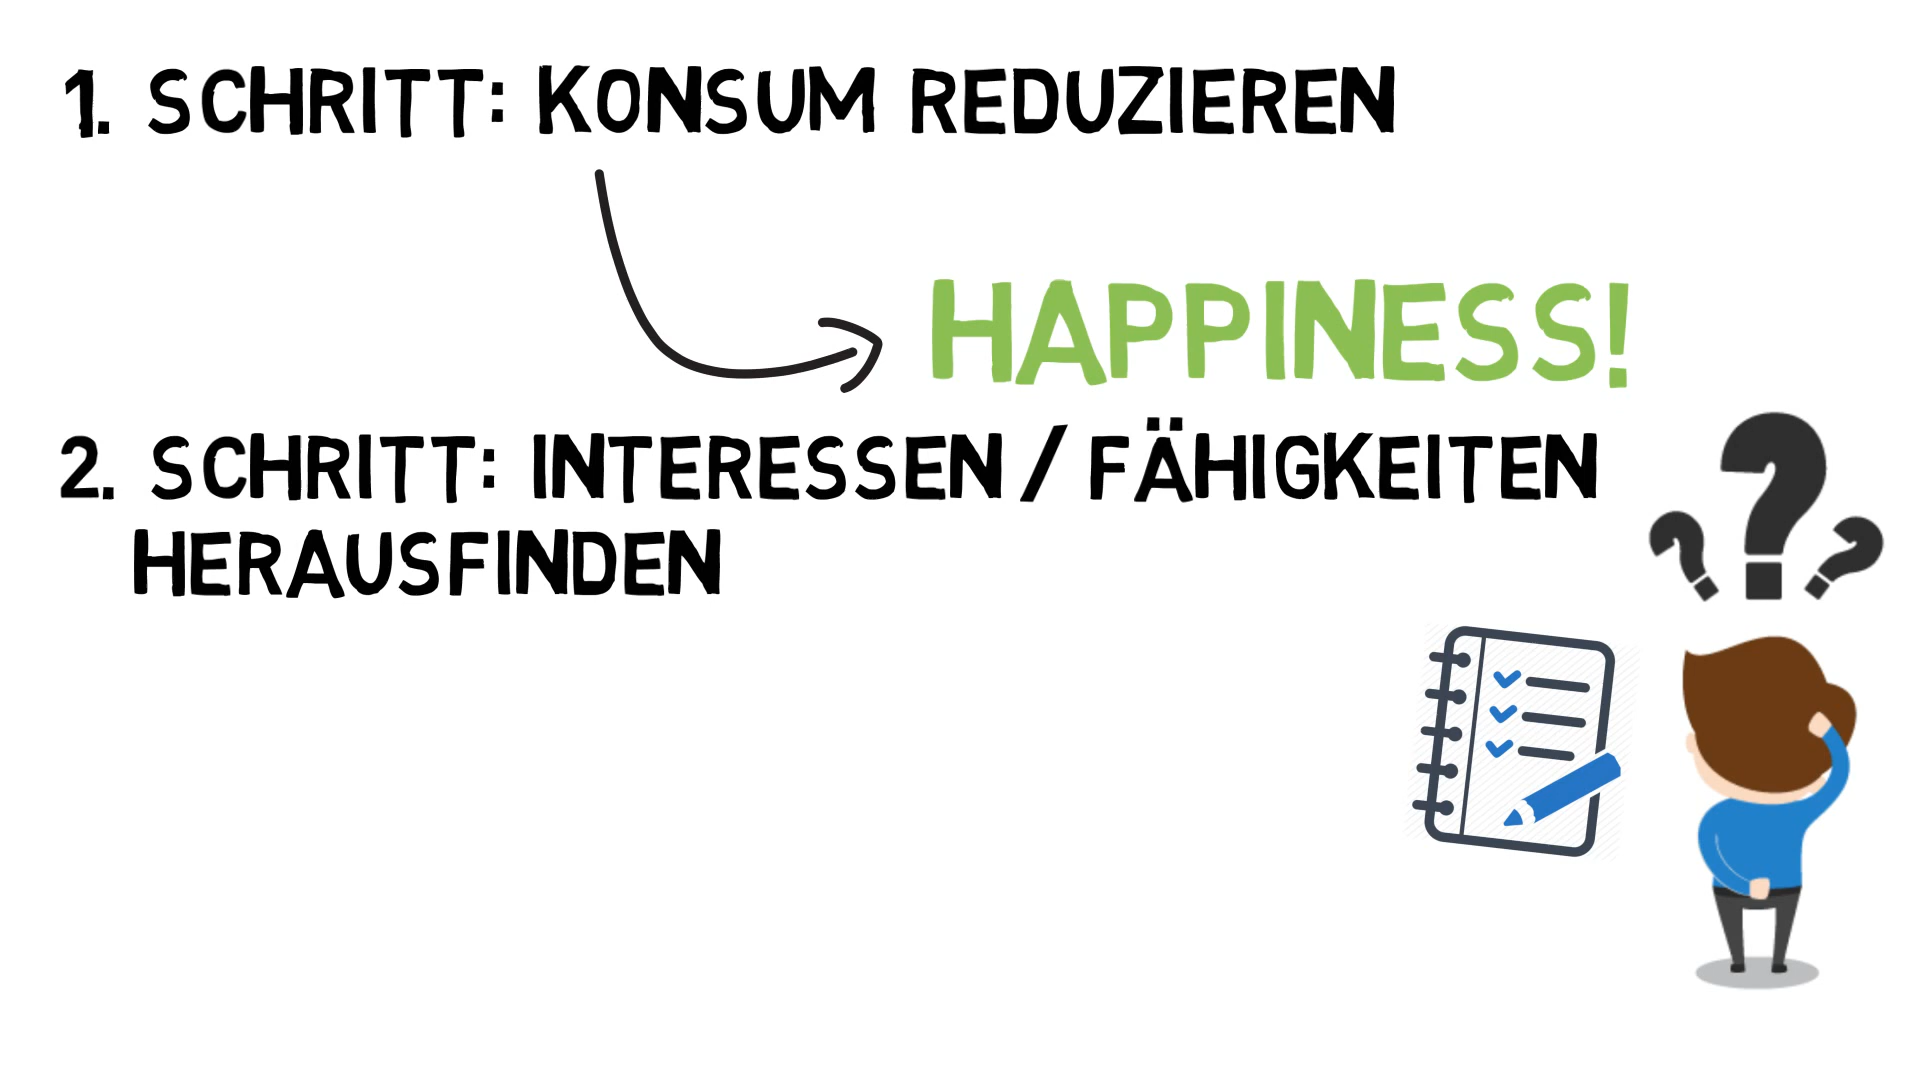 1. SCHRITT: KONSUM REDUZIEREN
HAPPINESS!
2. SCHRITT: INTERESSEN / FÄHIGKEITEN
HERAUSFINDEN